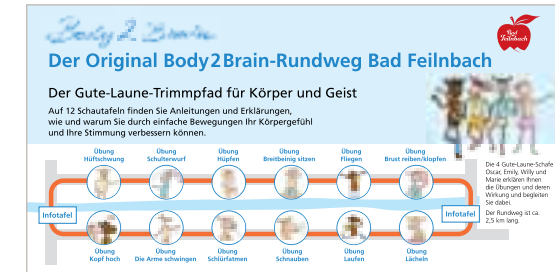 Body 2 Brain
Bad
Feilnbach
Der Original Body2Brain-Rundweg Bad Feilnbach
Der Gute-Laune-Trimmpfad für Körper und Geist
Auf 12 Schautafeln finden Sie Anleitungen und Erklärungen,
wie und warum Sie durch einfache Bewegungen Ihr Körpergefühl
und Ihre Stimmung verbessern können.
Übung
Hüftschwung
Übung
Schulterwurf
Übung
Hüpfen
Übung
Breitbeinig sitzen
Übung
Fliegen
Übung
Brust reiben/klopfen
Die 4 Gute-Laune-Schafe
Oscar, Emily, Willy und
Marie erklären Ihnen
die Übungen und deren
Wirkung und begleiten
Sie dabei.
Der Rundweg ist ca.
2,5 km lang.
Infotafel
Infotafel
Übung
Kopf hoch
Übung
Die Arme schwingen
Übung
Schlürfatmen
Übung
Schnauben
Übung
Laufen
Übung
Lächeln